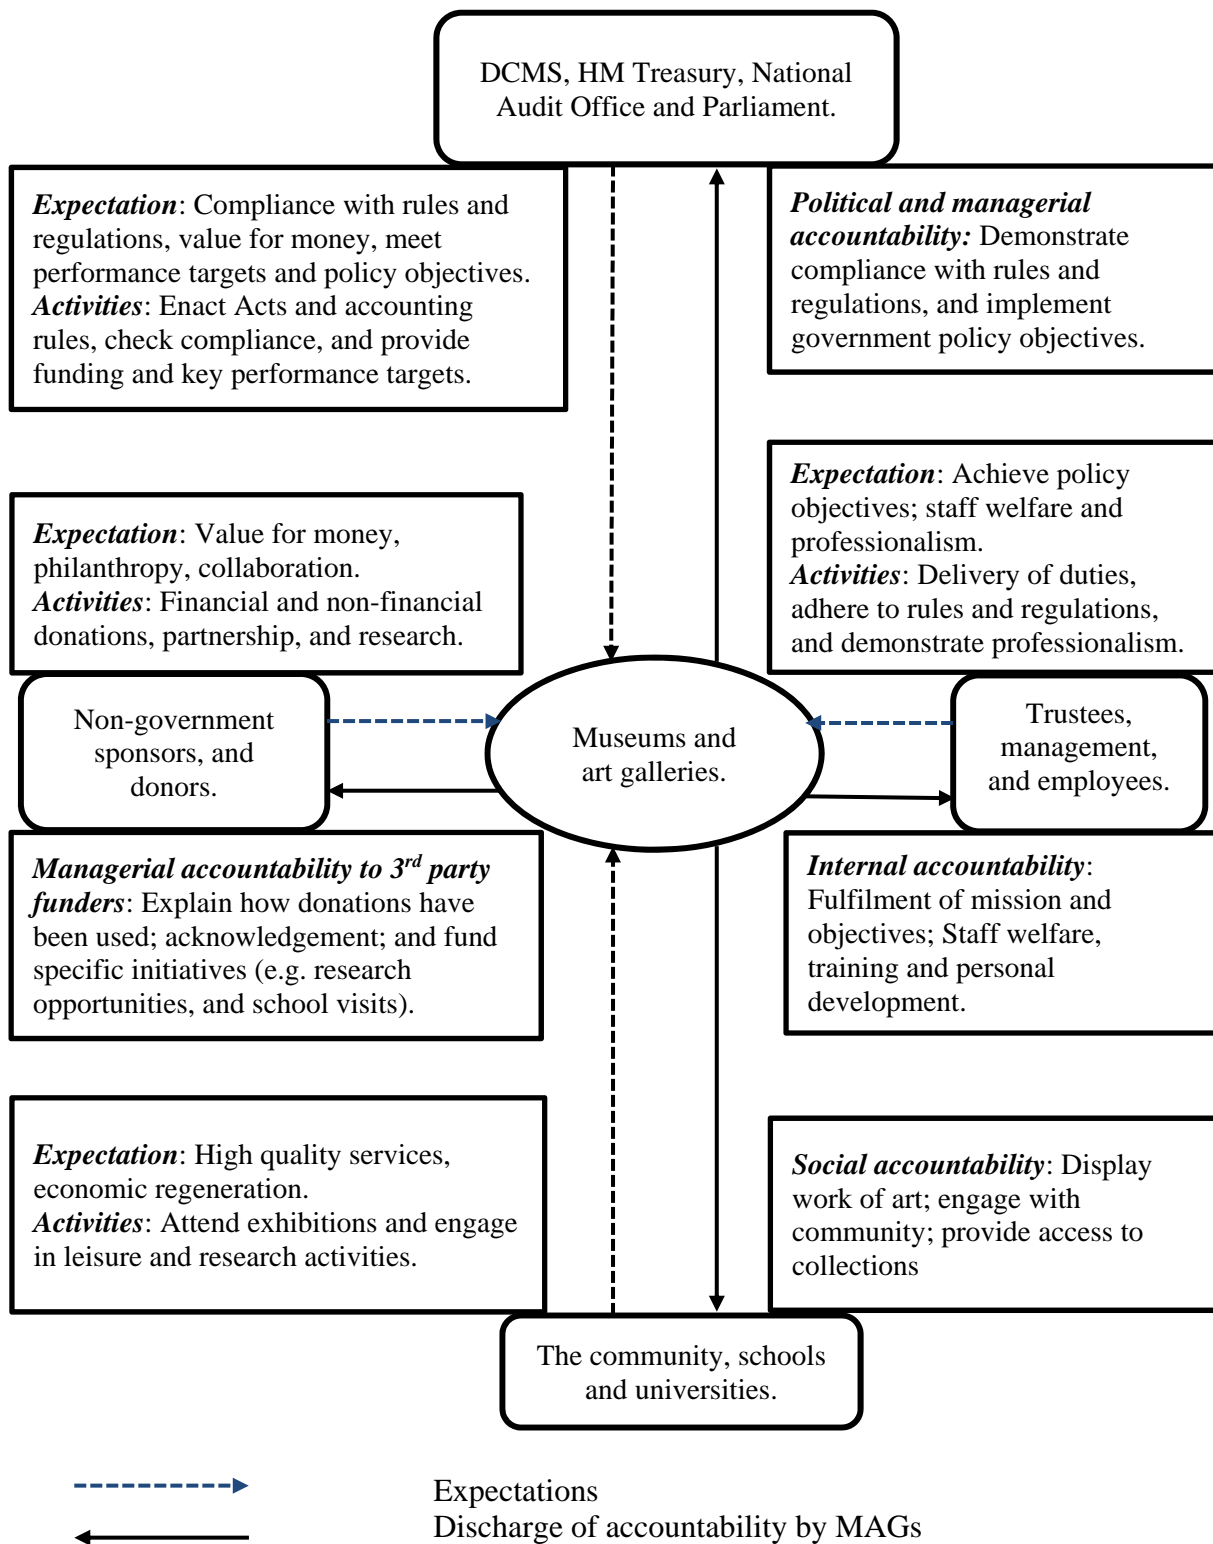 DCMS, HM Treasury, National
Audit Office and Parliament.
Expectation: Compliance with rules and
regulations, value for money, meet
performance targets and policy objectives.
Activities: Enact Acts and accounting
rules, check compliance, and provide
funding and key performance targets.
Political and managerial
accountability: Demonstrate
compliance with rules and
regulations, and implement
government policy objectives.
Expectation: Value for money,
philanthropy, collaboration.
Activities: Financial and non-financial
donations, partnership, and research.
Expectation: Achieve policy
objectives; staff welfare and
professionalism.
Activities: Delivery of duties,
adhere to rules and regulations,
and demonstrate professionalism.
Non-government
sponsors, and
donors.
Museums and
art galleries.
Trustees,
management,
and employees.
Managerial accountability to 3rd party
funders: Explain how donations have
been used; acknowledgement; and fund
specific initiatives (e.g. research
opportunities, and school visits).
Internal accountability:
Fulfilment of mission and
objectives; Staff welfare,
training and personal
development.
Expectation: High quality services,
economic regeneration.
Activities: Attend exhibitions and engage
in leisure and research activities.
Social accountability: Display
work of art; engage with
community; provide access to
collections
The community, schools
and universities.
Expectations
Discharge of accountability by MAGs